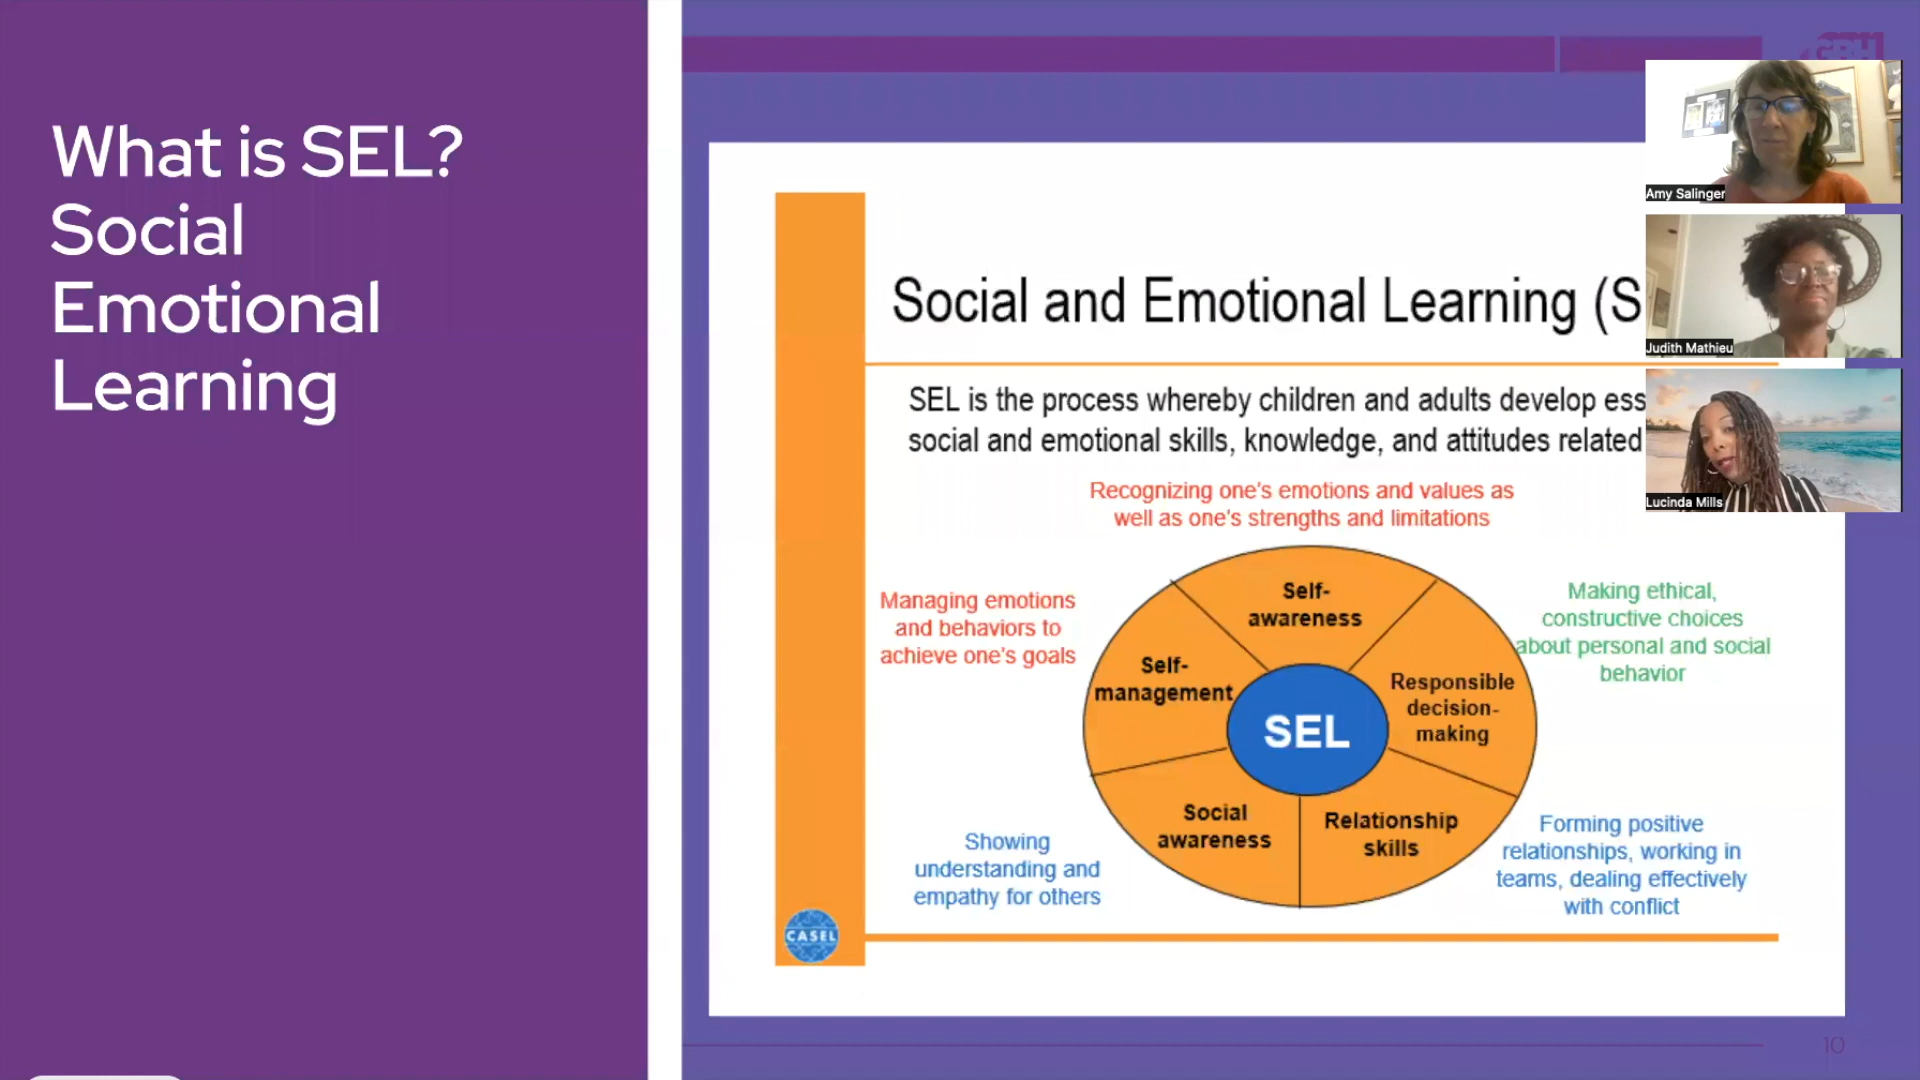 What is SEL?
Social
Emotional
Learning
GBH
Amy Salinger
Judith Mathieu
Lucinda Mills
Social and Emotional Learning (S
SEL is the process whereby children and adults develop ess
social and emotional skills, knowledge, and attitudes related
Recognizing one's emotions and values as
well as one's strengths and limitations
Managing emotions
and behaviors to
achieve one's goals
Making ethical,
constructive choices
about personal and social
behavior
Self-
awareness
Self-
management
Responsible
decision-
making
SEL
Social
awareness
Relationship
skills
Showing
understanding and
empathy for others
Forming positive
relationships, working in
teams, dealing effectively
with conflict
CASEL
10